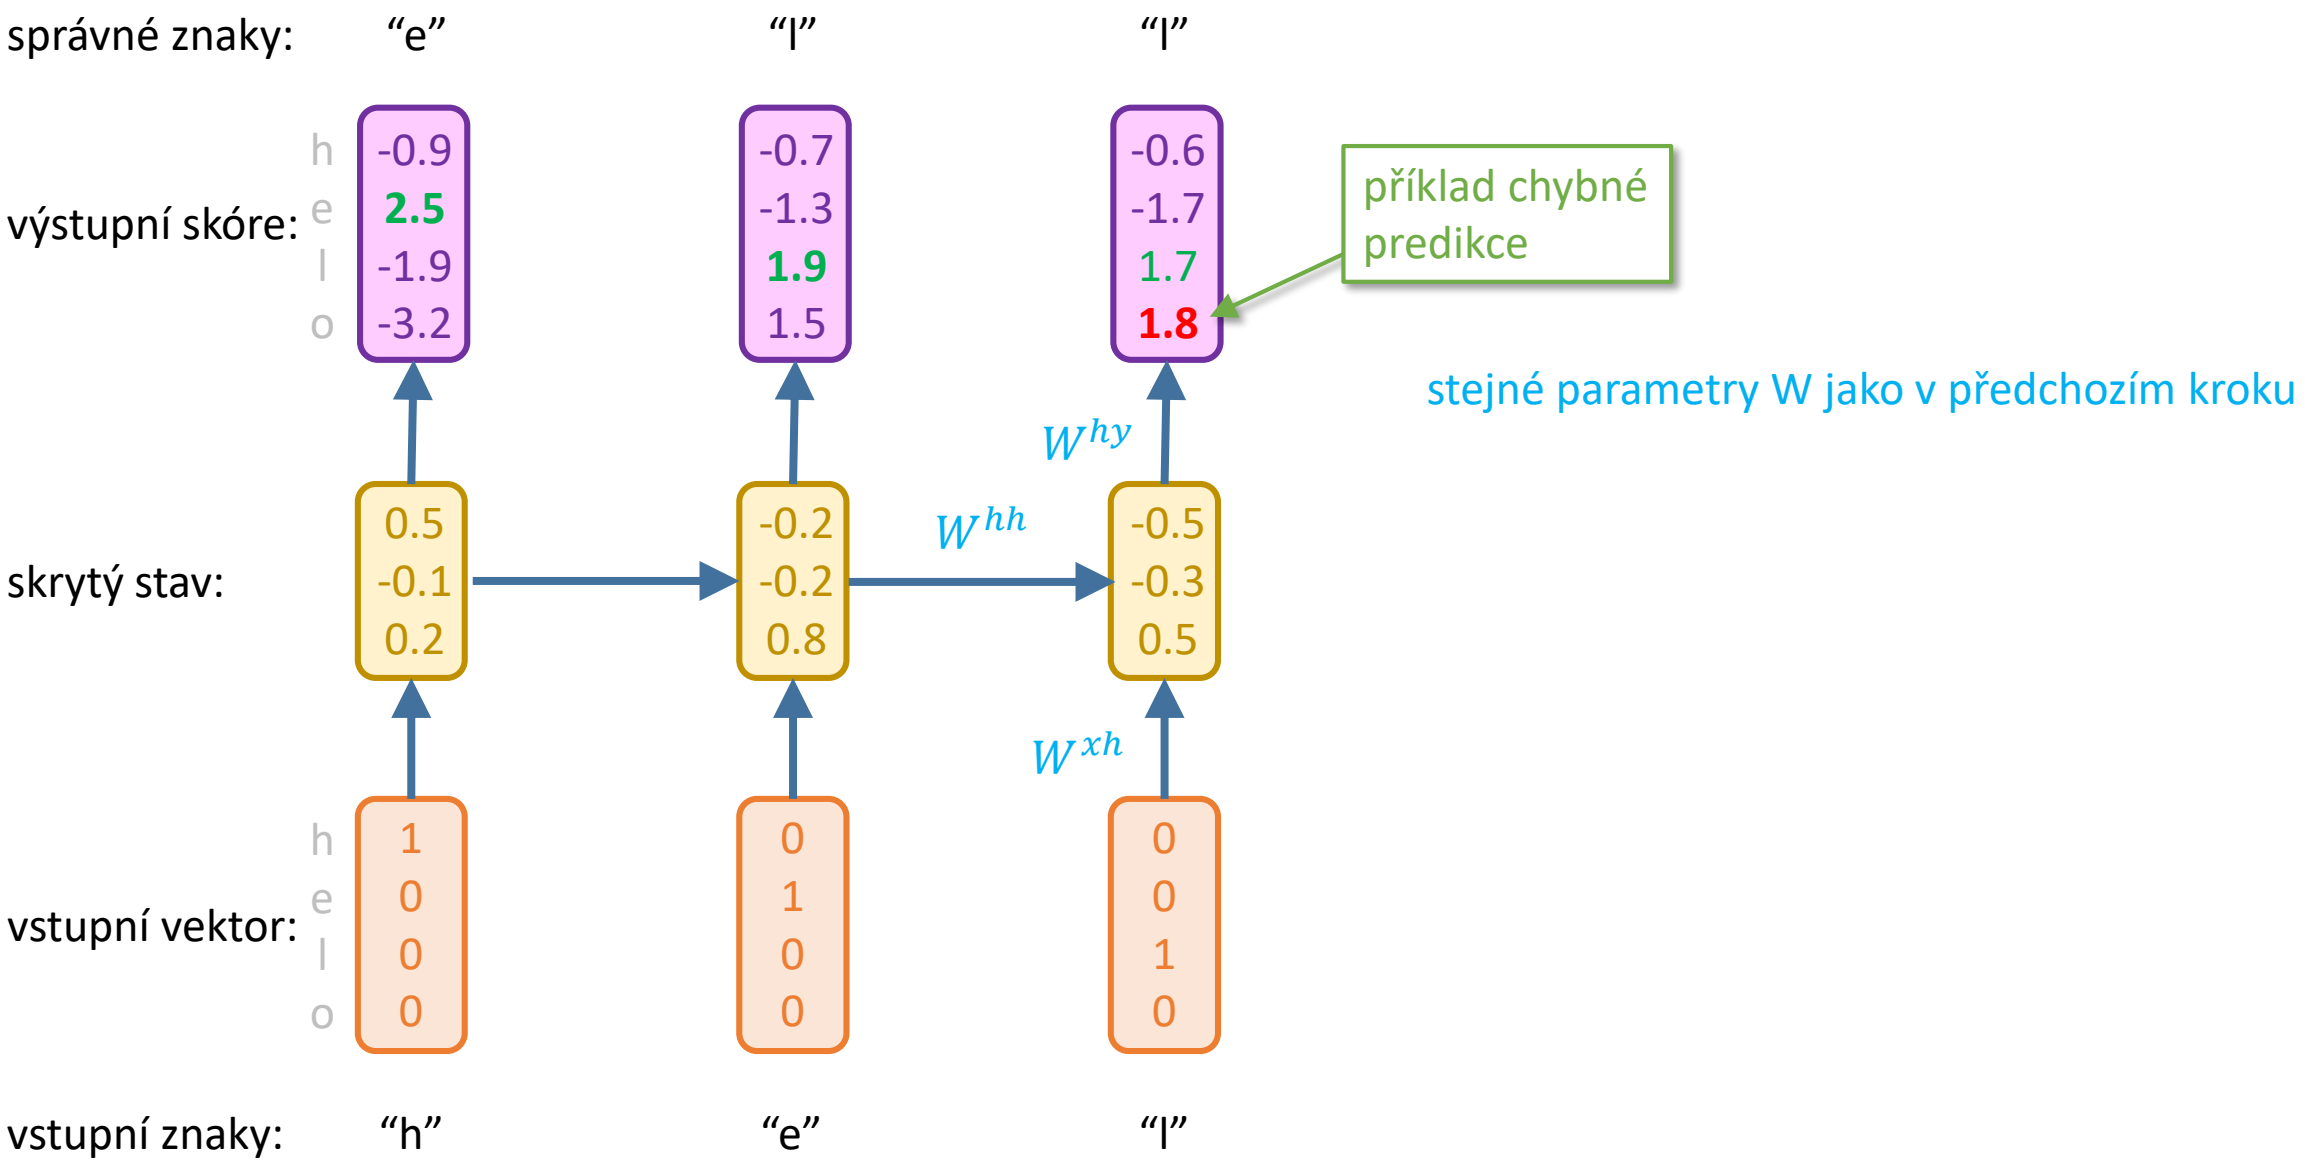 správné znaky: “e” “l” “l”
h -0.9 -0.7 -0.6
příklad chybné
predikce
výstupní skóre: e 2.5 -1.3 -1.7
l -1.9 1.9 1.7
o -3.2 1.5 1.8
stejné parametry W jako v předchozím kroku
W^{hy}
0.5 -0.2 -0.5
W^{hh}
skrytý stav: -0.1 -0.2 -0.3
0.2 0.8 0.5
W^{xh}
h 1 0 0
vstupní vektor: e 0 1 0
l 0 0 1
o 0 0 0
vstupní znaky: “h” “e” “l”